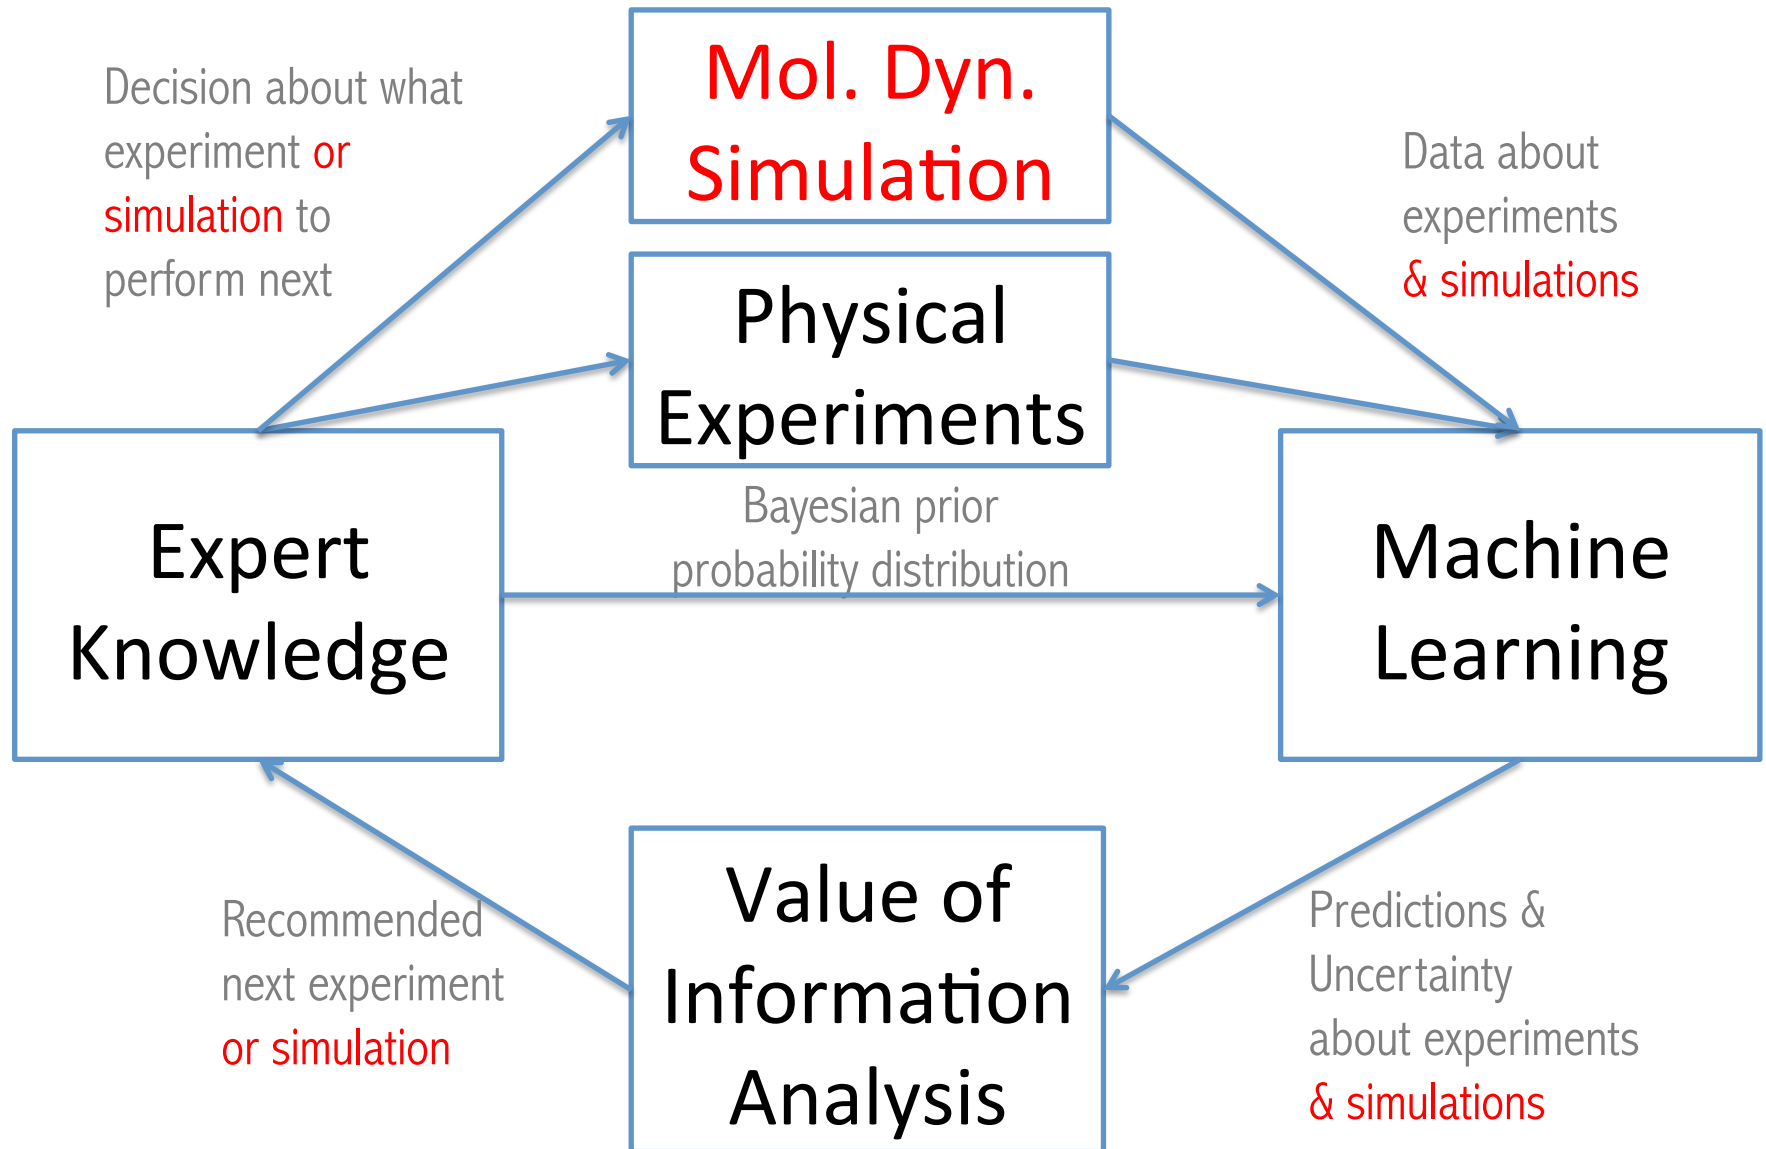 Mol. Dyn.
Simulation
Decision about what
experiment or
simulation to
perform next
Data about
experiments
& simulations
Physical
Experiments
Bayesian prior
probability distribution
Expert
Knowledge
Machine
Learning
Value of
Information
Analysis
Recommended
next experiment
or simulation
Predictions &
Uncertainty
about experiments
& simulations